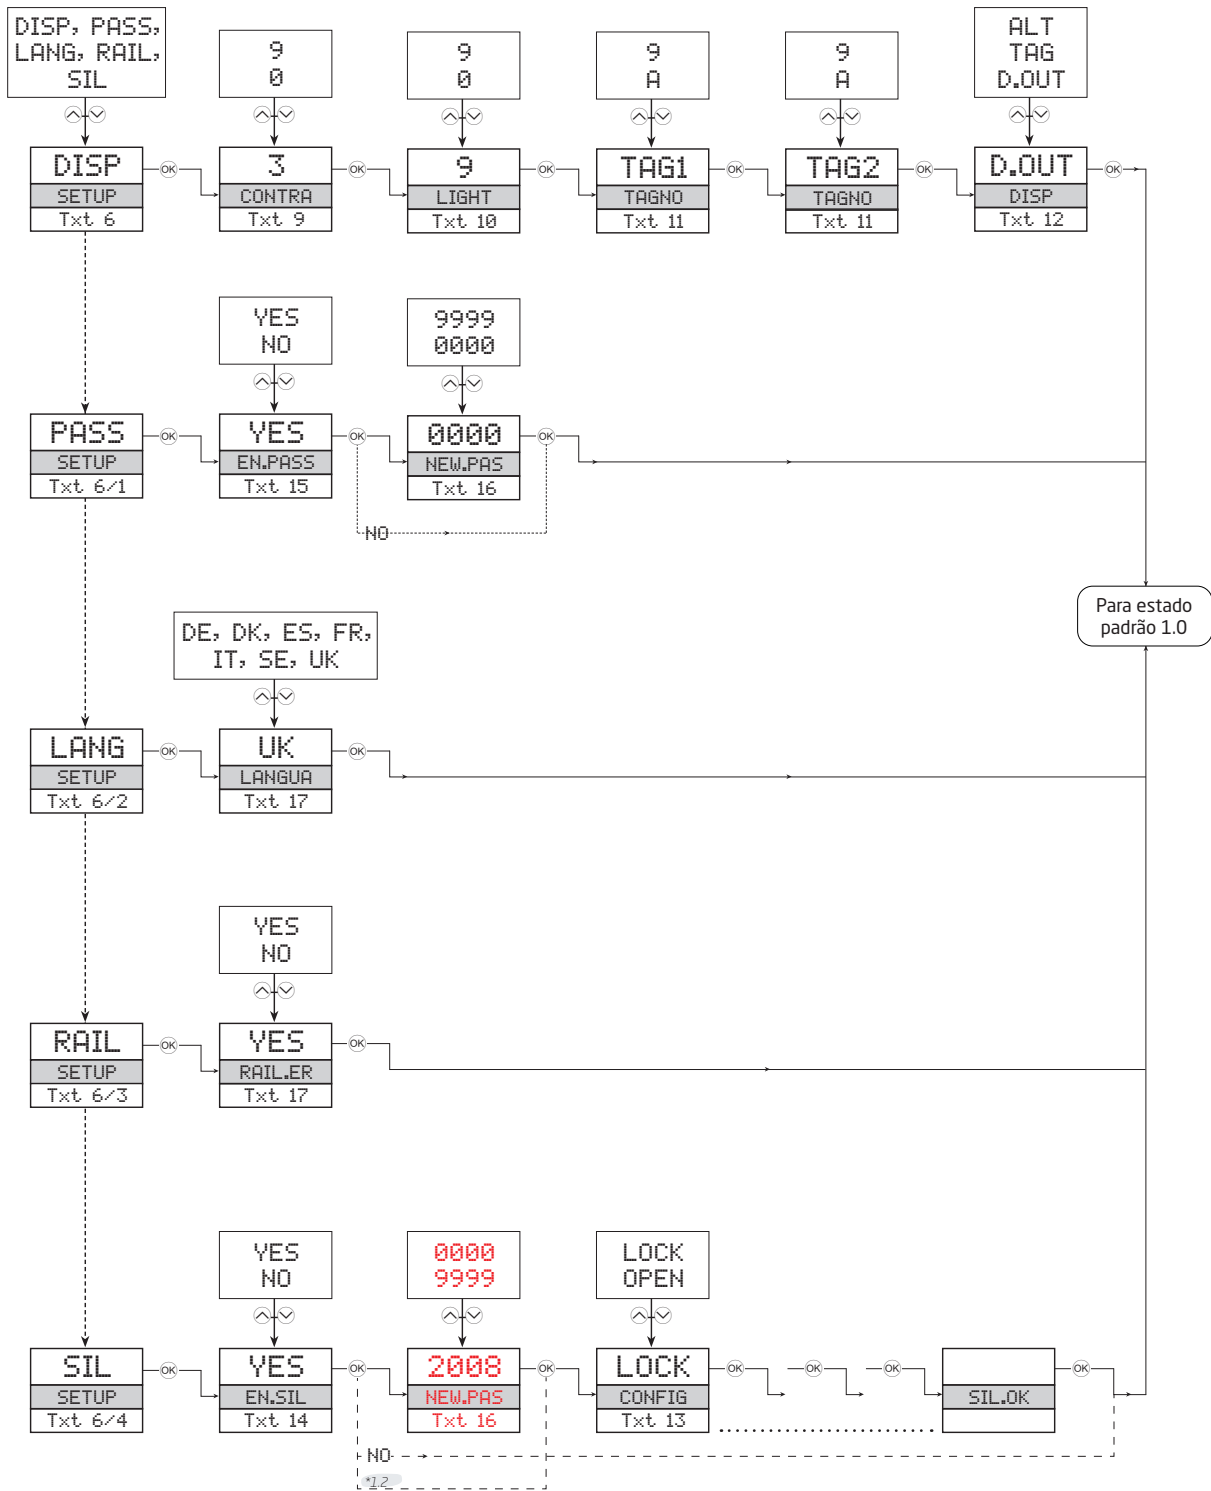 DISP, PASS,
LANG, RAIL,
SIL
9
0
9
0
9
A
9
A
ALT
TAG
D.OUT
DISP
SETUP
Txt 6
OK
3
CONTRA
Txt 9
OK
9
LIGHT
Txt 10
OK
TAG1
TAGNO
Txt 11
OK
TAG2
TAGNO
Txt 11
OK
D.OUT
DISP
Txt 12
OK
YES
NO
9999
0000
PASS
SETUP
Txt 6/1
OK
YES
EN.PASS
Txt 15
OK
0000
NEW.PAS
Txt 16
OK
NO
Para estado
padrão 1.0
DE, DK, ES, FR,
IT, SE, UK
LANG
SETUP
Txt 6/2
OK
UK
LANGUA
Txt 17
OK
YES
NO
RAIL
SETUP
Txt 6/3
OK
YES
RAIL.ER
Txt 17
OK
YES
NO
0000
9999
LOCK
OPEN
SIL
SETUP
Txt 6/4
OK
YES
EN.SIL
Txt 14
OK
2008
NEW.PAS
Txt 16
OK
LOCK
CONFIG
Txt 13
OK
OK
OK
SIL.OK
OK
NO
*1.2